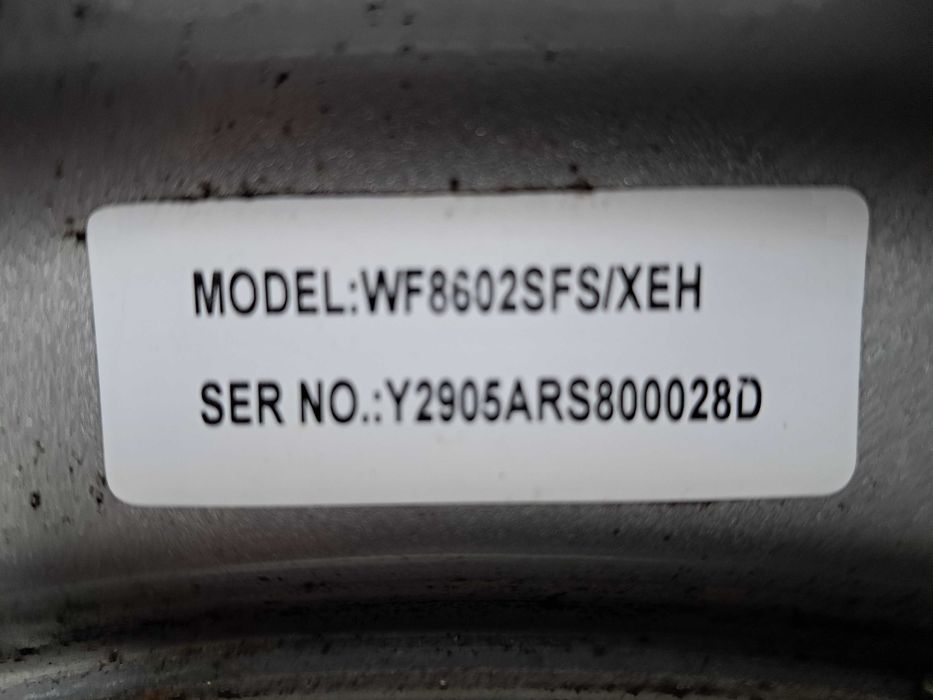 MODEL:WF8602SFS/XEH
SER NO.:Y2905ARS800028D